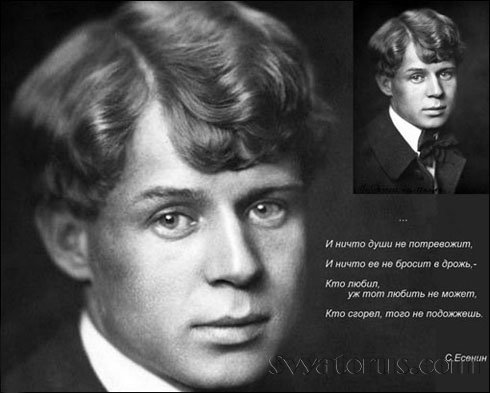 ...
И ничто души не потревожит,
И ничто ее не бросит в дрожь,-
Кто любил,
уж тот любить не может,
Кто сгорел, того не подожжешь.
С.Есенин
svyatorus.com